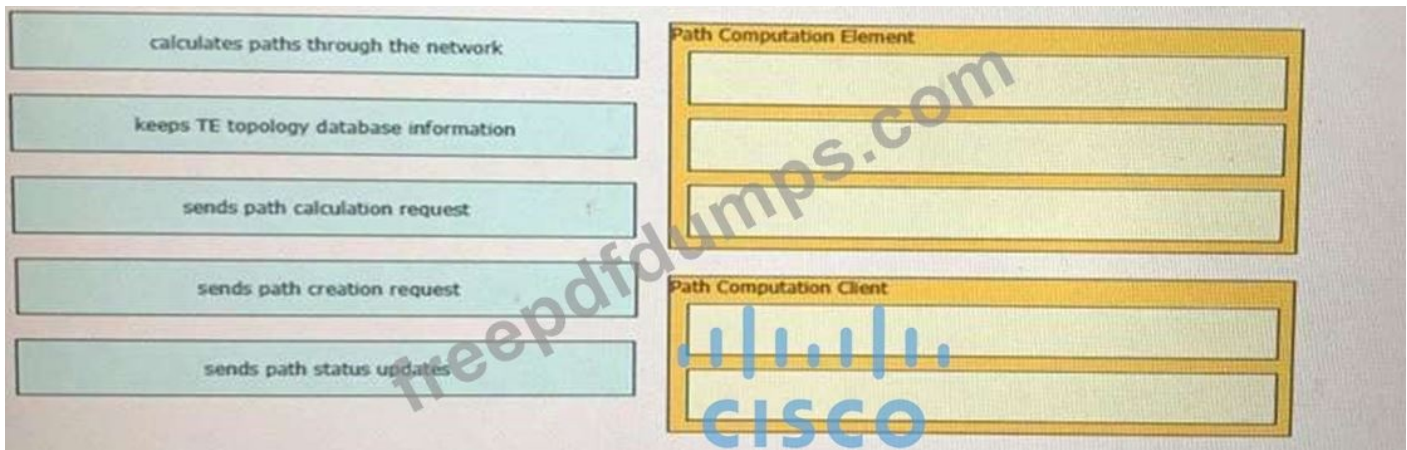 calculates paths through the network
keeps TE topology database information
sends path calculation request
sends path creation request
sends path status updates
Path Computation Element
Path Computation Client
freepdfdumps.com
CISCO